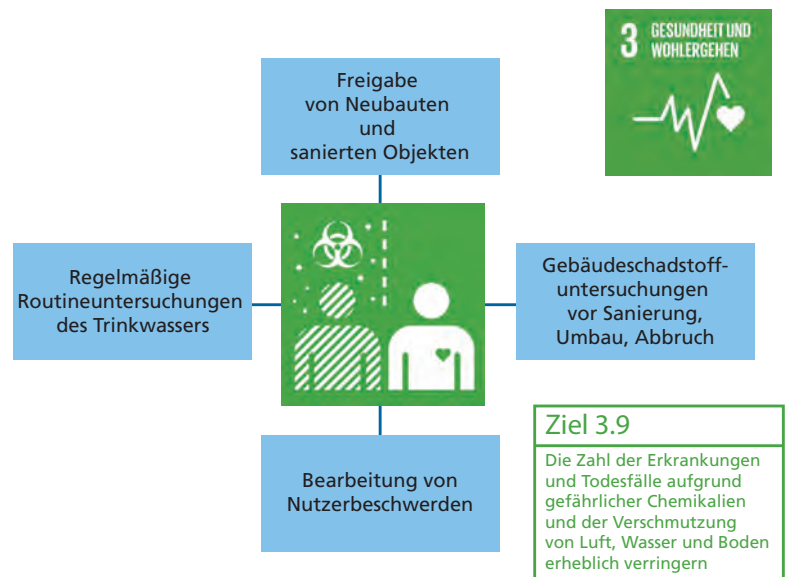 3 GESUNDHEIT UND
WOHLERGEHEN
Freigabe
von Neubauten
und
sanierten Objekten
Regelmäßige
Routineuntersuchungen
des Trinkwassers
Gebäudeschadstoff-
untersuchungen
vor Sanierung,
Umbau, Abbruch
Bearbeitung von
Nutzerbeschwerden
Ziel 3.9
Die Zahl der Erkrankungen
und Todesfälle aufgrund
gefährlicher Chemikalien
und der Verschmutzung
von Luft, Wasser und Boden
erheblich verringern